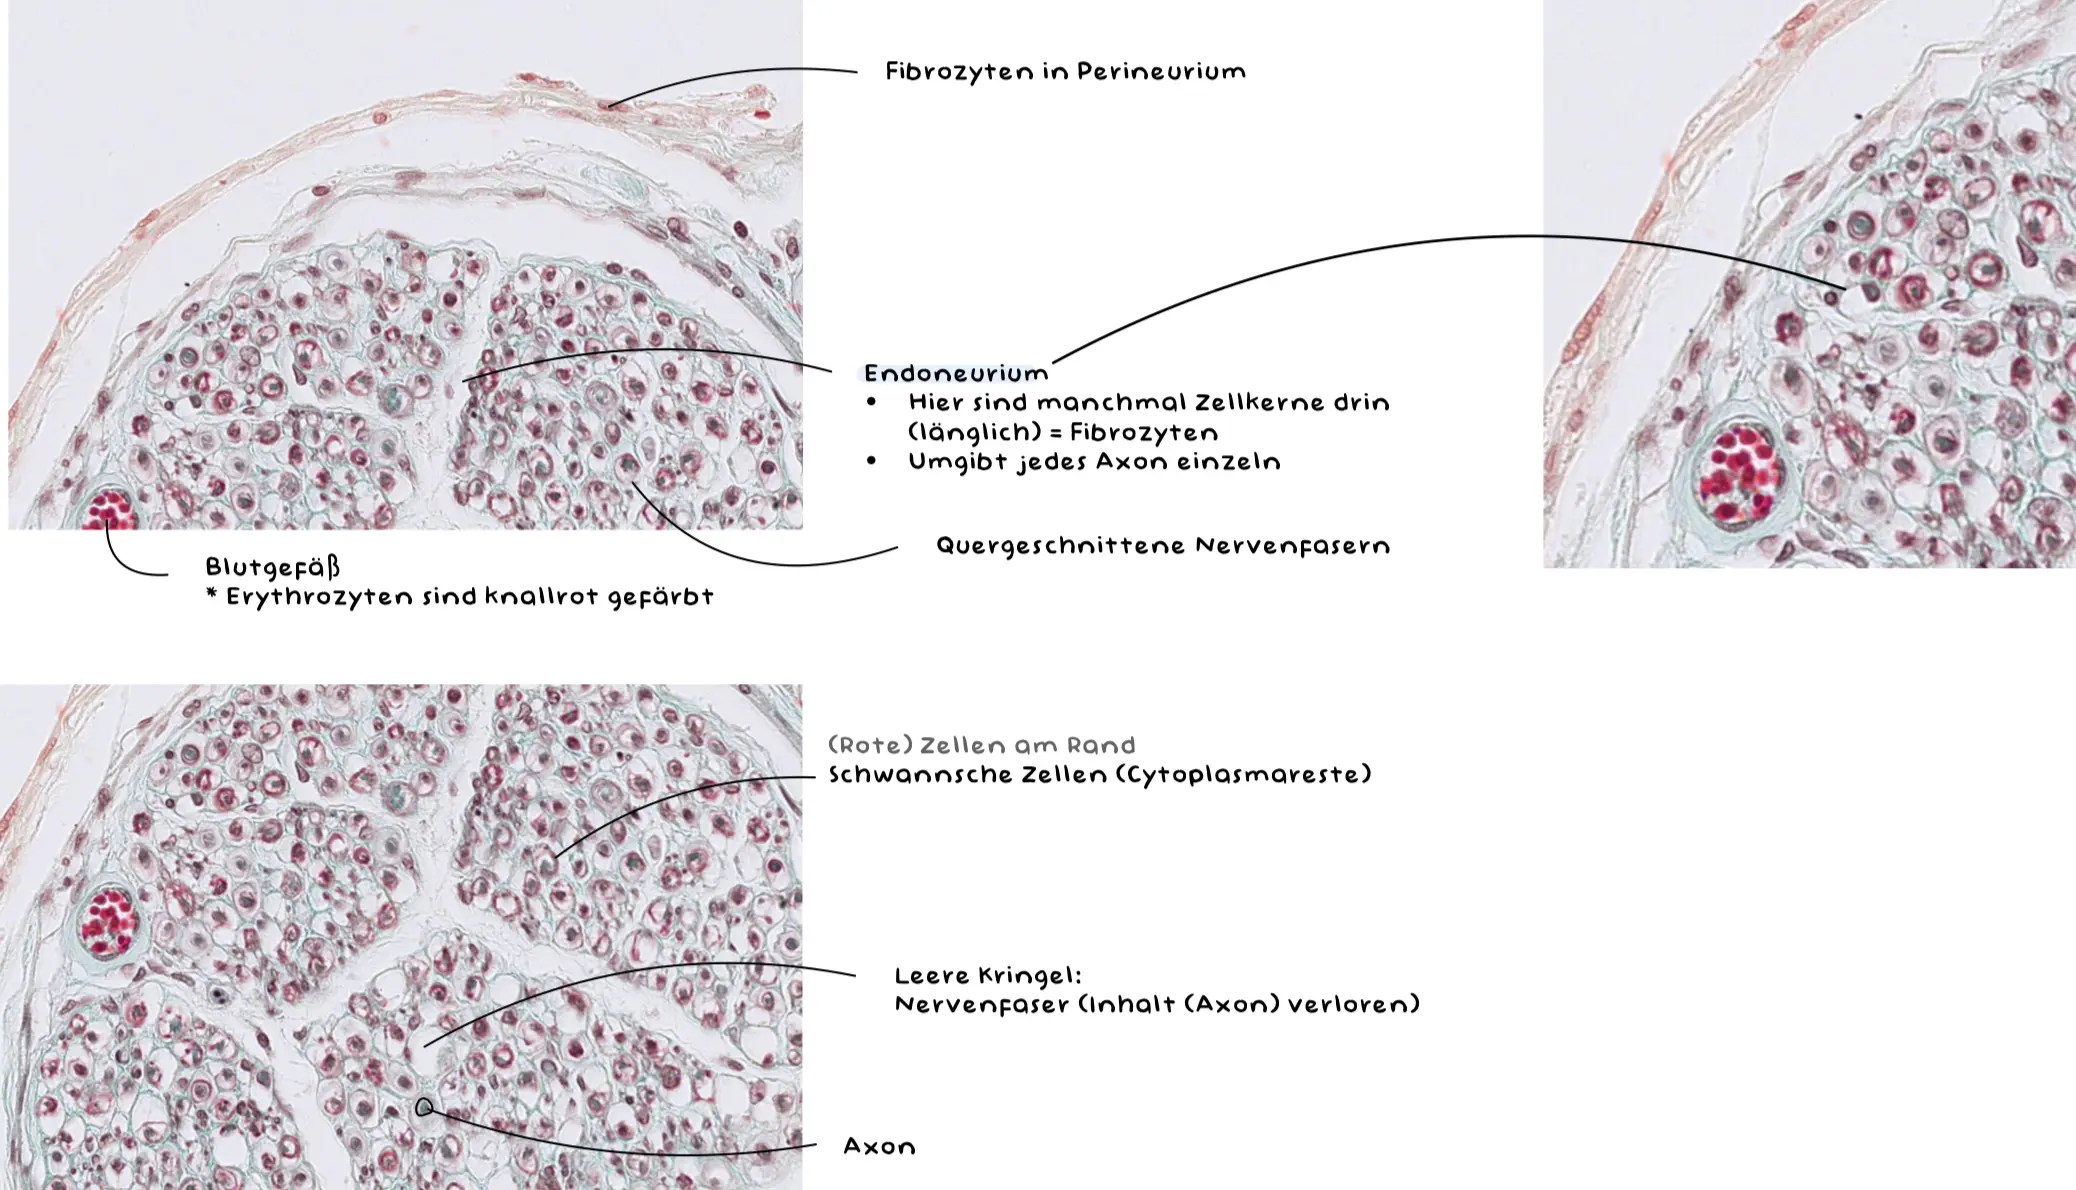 Fibrozyten in Perineurium
Endoneurium
• Hier sind manchmal Zellkerne drin
(länglich) = Fibrozyten
• Umgibt jedes Axon einzeln
Quergeschnittene Nervenfasern
Blutgefäß
* Erythrozyten sind knallrot gefärbt
(Rote) Zellen am Rand
Schwannsche Zellen (Cytoplasmareste)
Leere Kringel:
Nervenfaser (Inhalt (Axon) verloren)
Axon